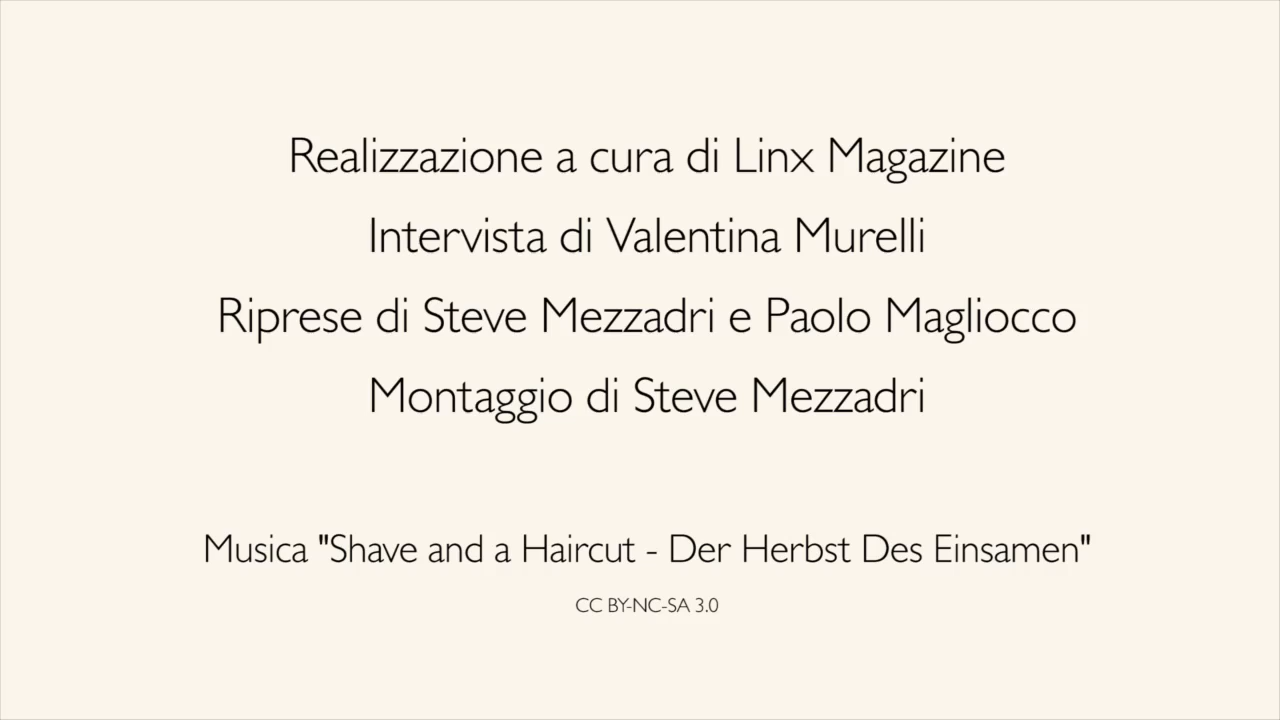 Realizzazione a cura di Linx Magazine
Intervista di Valentina Murelli
Riprese di Steve Mezzadri e Paolo Magliocco
Montaggio di Steve Mezzadri
Musica "Shave and a Haircut - Der Herbst Des Einsamen"
CC BY-NC-SA 3.0